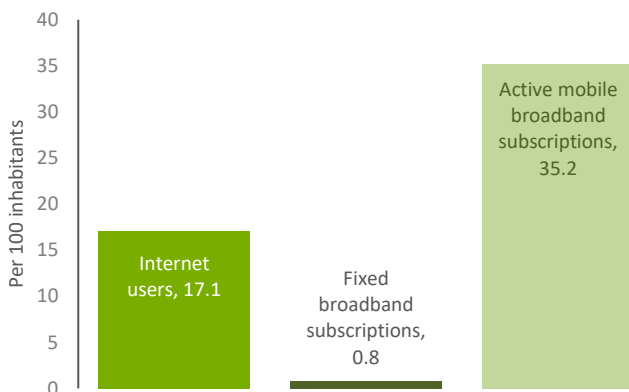 Per 100 inhabitants
40
35
30
25
20
15
10
5
0
Internet
users, 17.1
Fixed
broadband
subscriptions,
0.8
Active mobile
broadband
subscriptions,
35.2